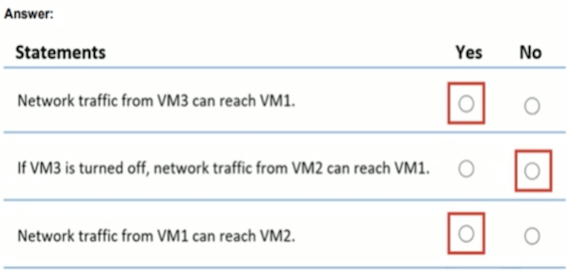 Answer:
Statements Yes No
Network traffic from VM3 can reach VM1.
If VM3 is turned off, network traffic from VM2 can reach VM1.
Network traffic from VM1 can reach VM2.